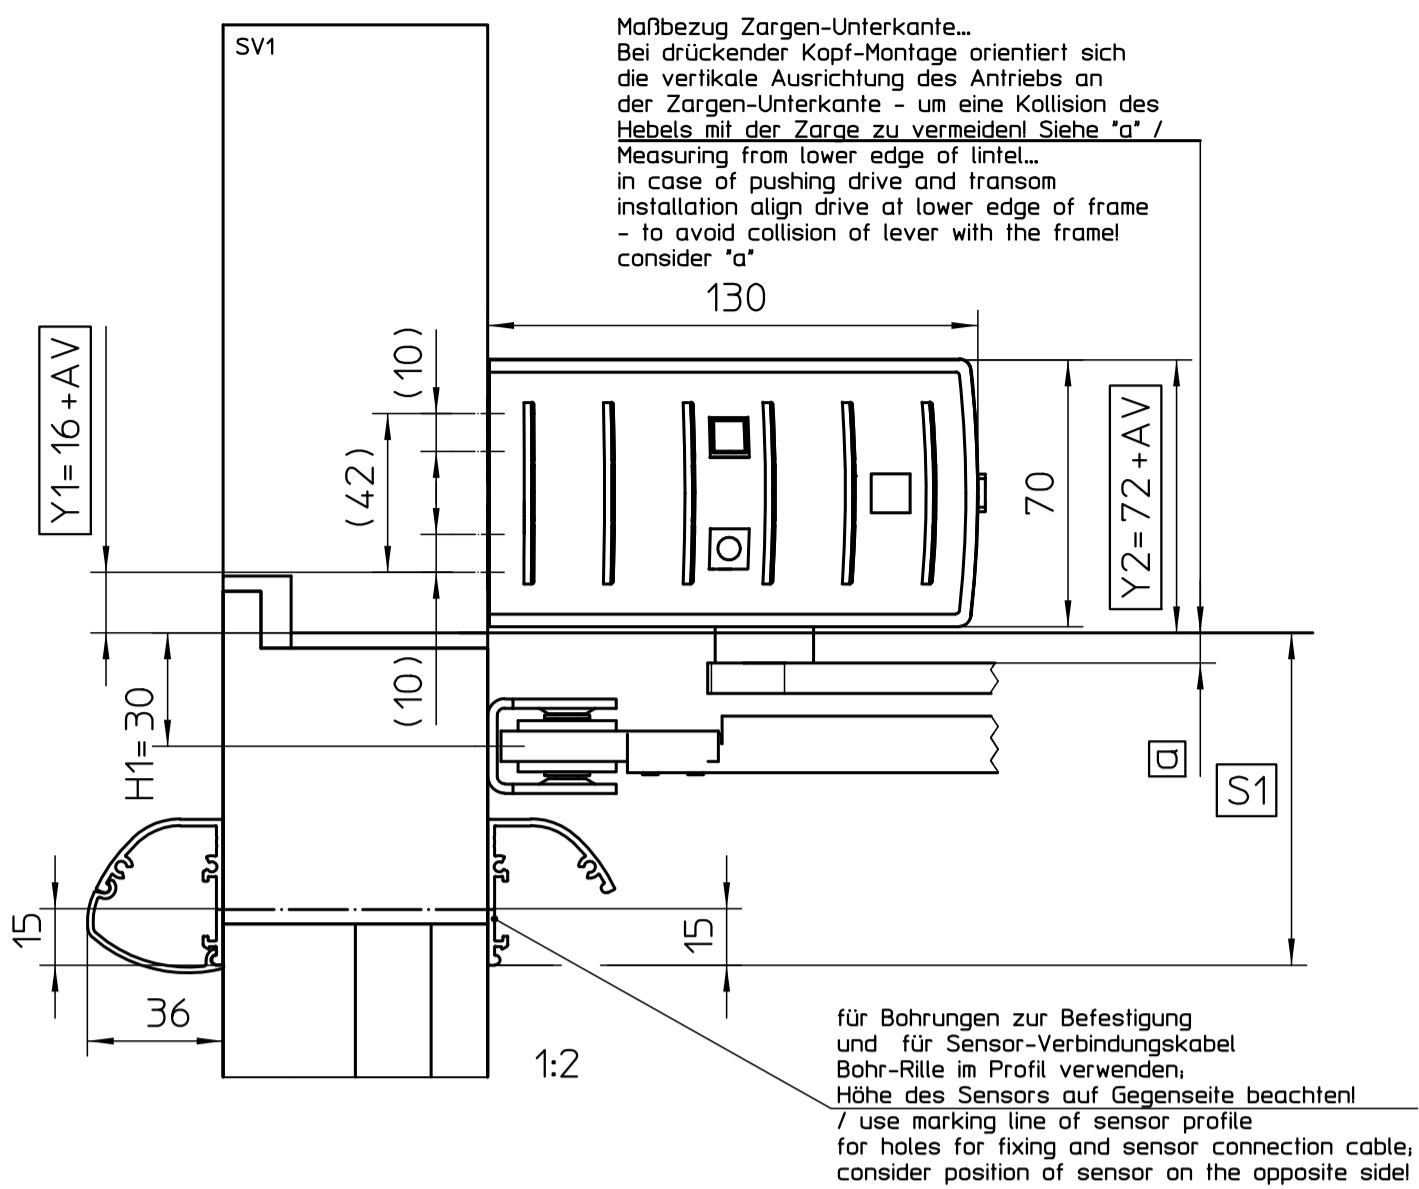 SV1
Maßbezug Zargen-Unterkante...
Bei drückender Kopf-Montage orientiert sich
die vertikale Ausrichtung des Antriebs an
der Zargen-Unterkante - um eine Kollision des
Hebels mit der Zarge zu vermeiden! Siehe "a" /
Measuring from lower edge of lintel...
in case of pushing drive and transom
installation align drive at lower edge of frame
- to avoid collision of lever with the frame!
consider "a"
130
(10)
Y1=16+AV
(42)
70
Y2=72+AV
(10)
H1=30
a
S1
15
15
36
1:2
für Bohrungen zur Befestigung
und für Sensor-Verbindungskabel
Bohr-Rille im Profil verwenden;
Höhe des Sensors auf Gegenseite beachten!
/ use marking line of sensor profile
for holes for fixing and sensor connection cable;
consider position of sensor on the opposite side!